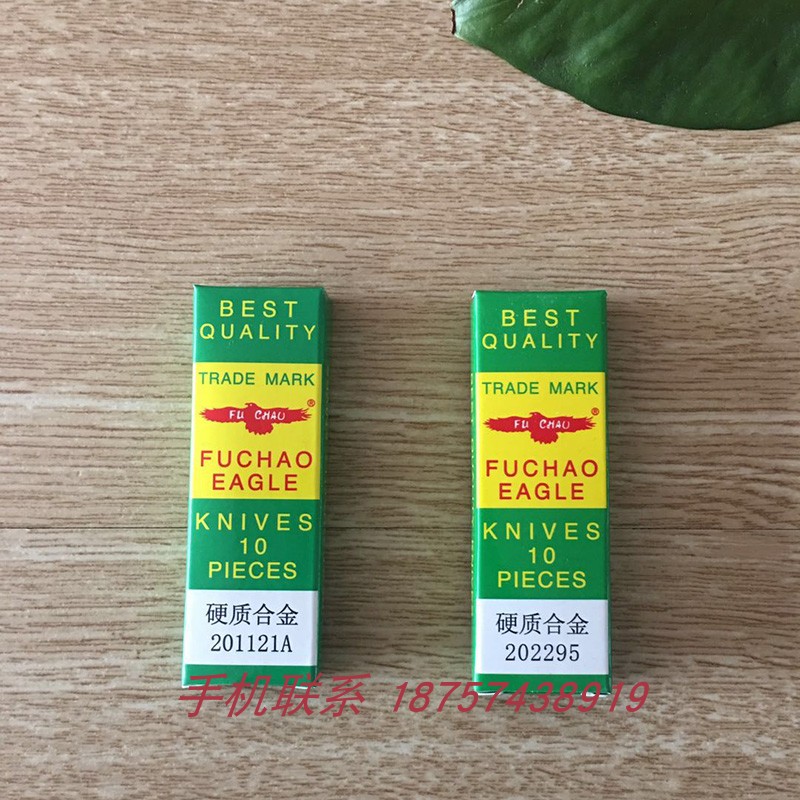 BEST
QUALITY
TRADE MARK
FU CHAO
®
FUCHAO
EAGLE
KNIVES
10
PIECES
硬质合金
201121A
BEST
QUALITY
TRADE MARK
FU CHAO
®
FUCHAO
EAGLE
KNIVES
10
PIECES
硬质合金
202295
手机联系 18757438919